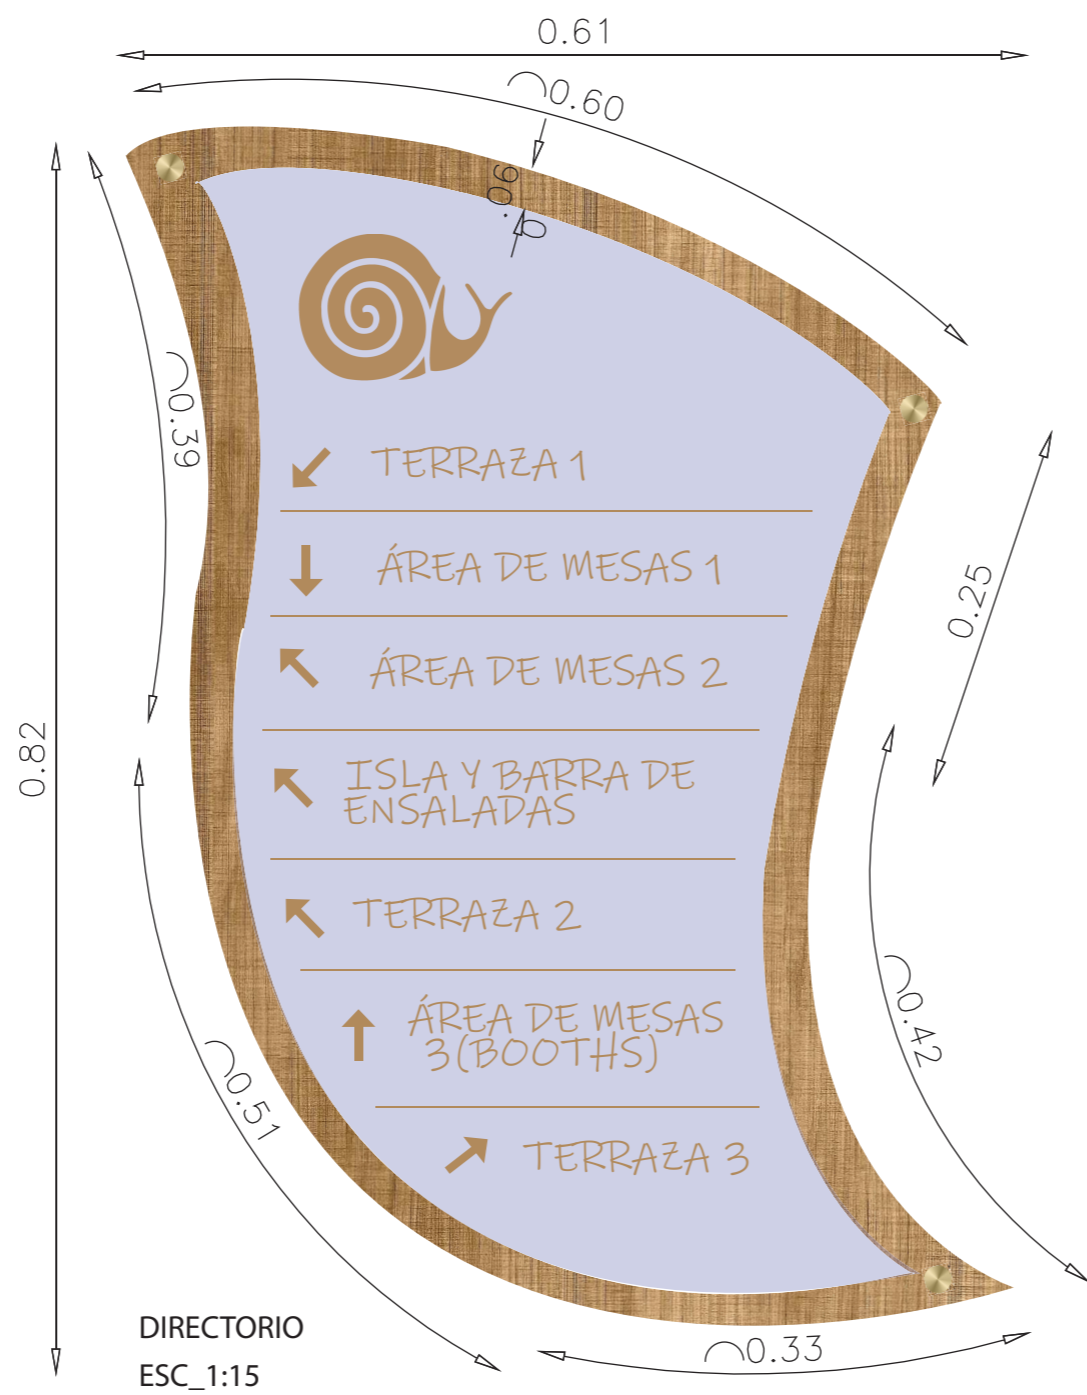 0.61
⌒0.60
0.06
⌒0.39
TERRAZA 1
ÁREA DE MESAS 1
0.25
ÁREA DE MESAS 2
0.82
ISLA Y BARRA DE
ENSALADAS
TERRAZA 2
⌒0.42
ÁREA DE MESAS
3(BOOTHS)
⌒0.51
TERRAZA 3
DIRECTORIO
⌒0.33
ESC_1:15